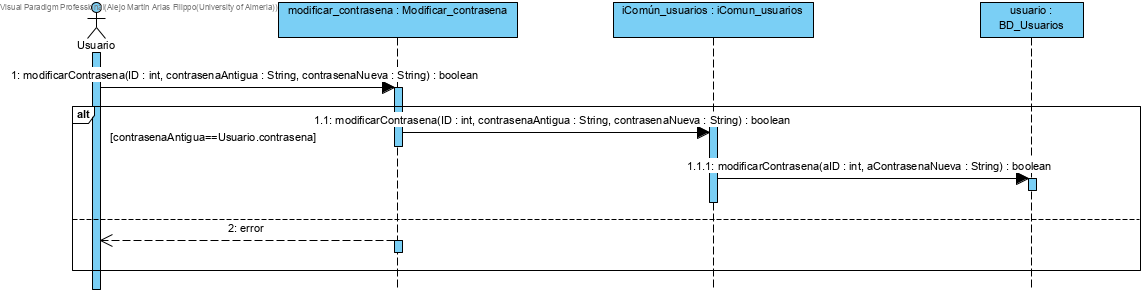 Visual Paradigm Professional(Alejo Martin Arias Filippo(University of Almeria))
Usuario
modificar_contrasena : Modificar_contrasena
iComún_usuarios : iComun_usuarios
usuario :
BD_Usuarios
1: modificarContrasena(ID : int, contrasenaAntigua : String, contrasenaNueva : String) : boolean
alt
1.1: modificarContrasena(ID : int, contrasenaAntigua : String, contrasenaNueva : String) : boolean
[contrasenaAntigua==Usuario.contrasena]
1.1.1: modificarContrasena(aID : int, aContrasenaNueva : String) : boolean
2: error